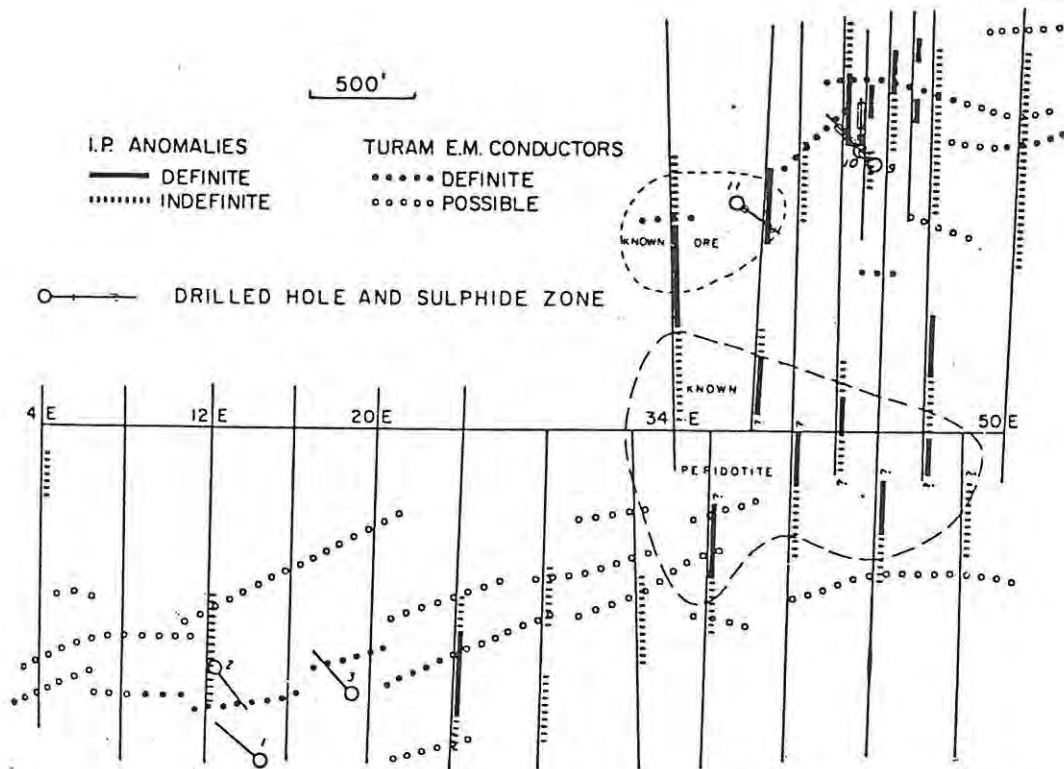 500'
I.P. ANOMALIES
DEFINITE
INDEFINITE
TURAM E.M. CONDUCTORS
DEFINITE
POSSIBLE
DRILLED HOLE AND SULPHIDE ZONE
11
10
9
KNOWN ORE
KNOWN
PERIDOTITE
4 E
12 E
20 E
34 E
50 E
?
?
?
?
?
?
?
?
2
3
1